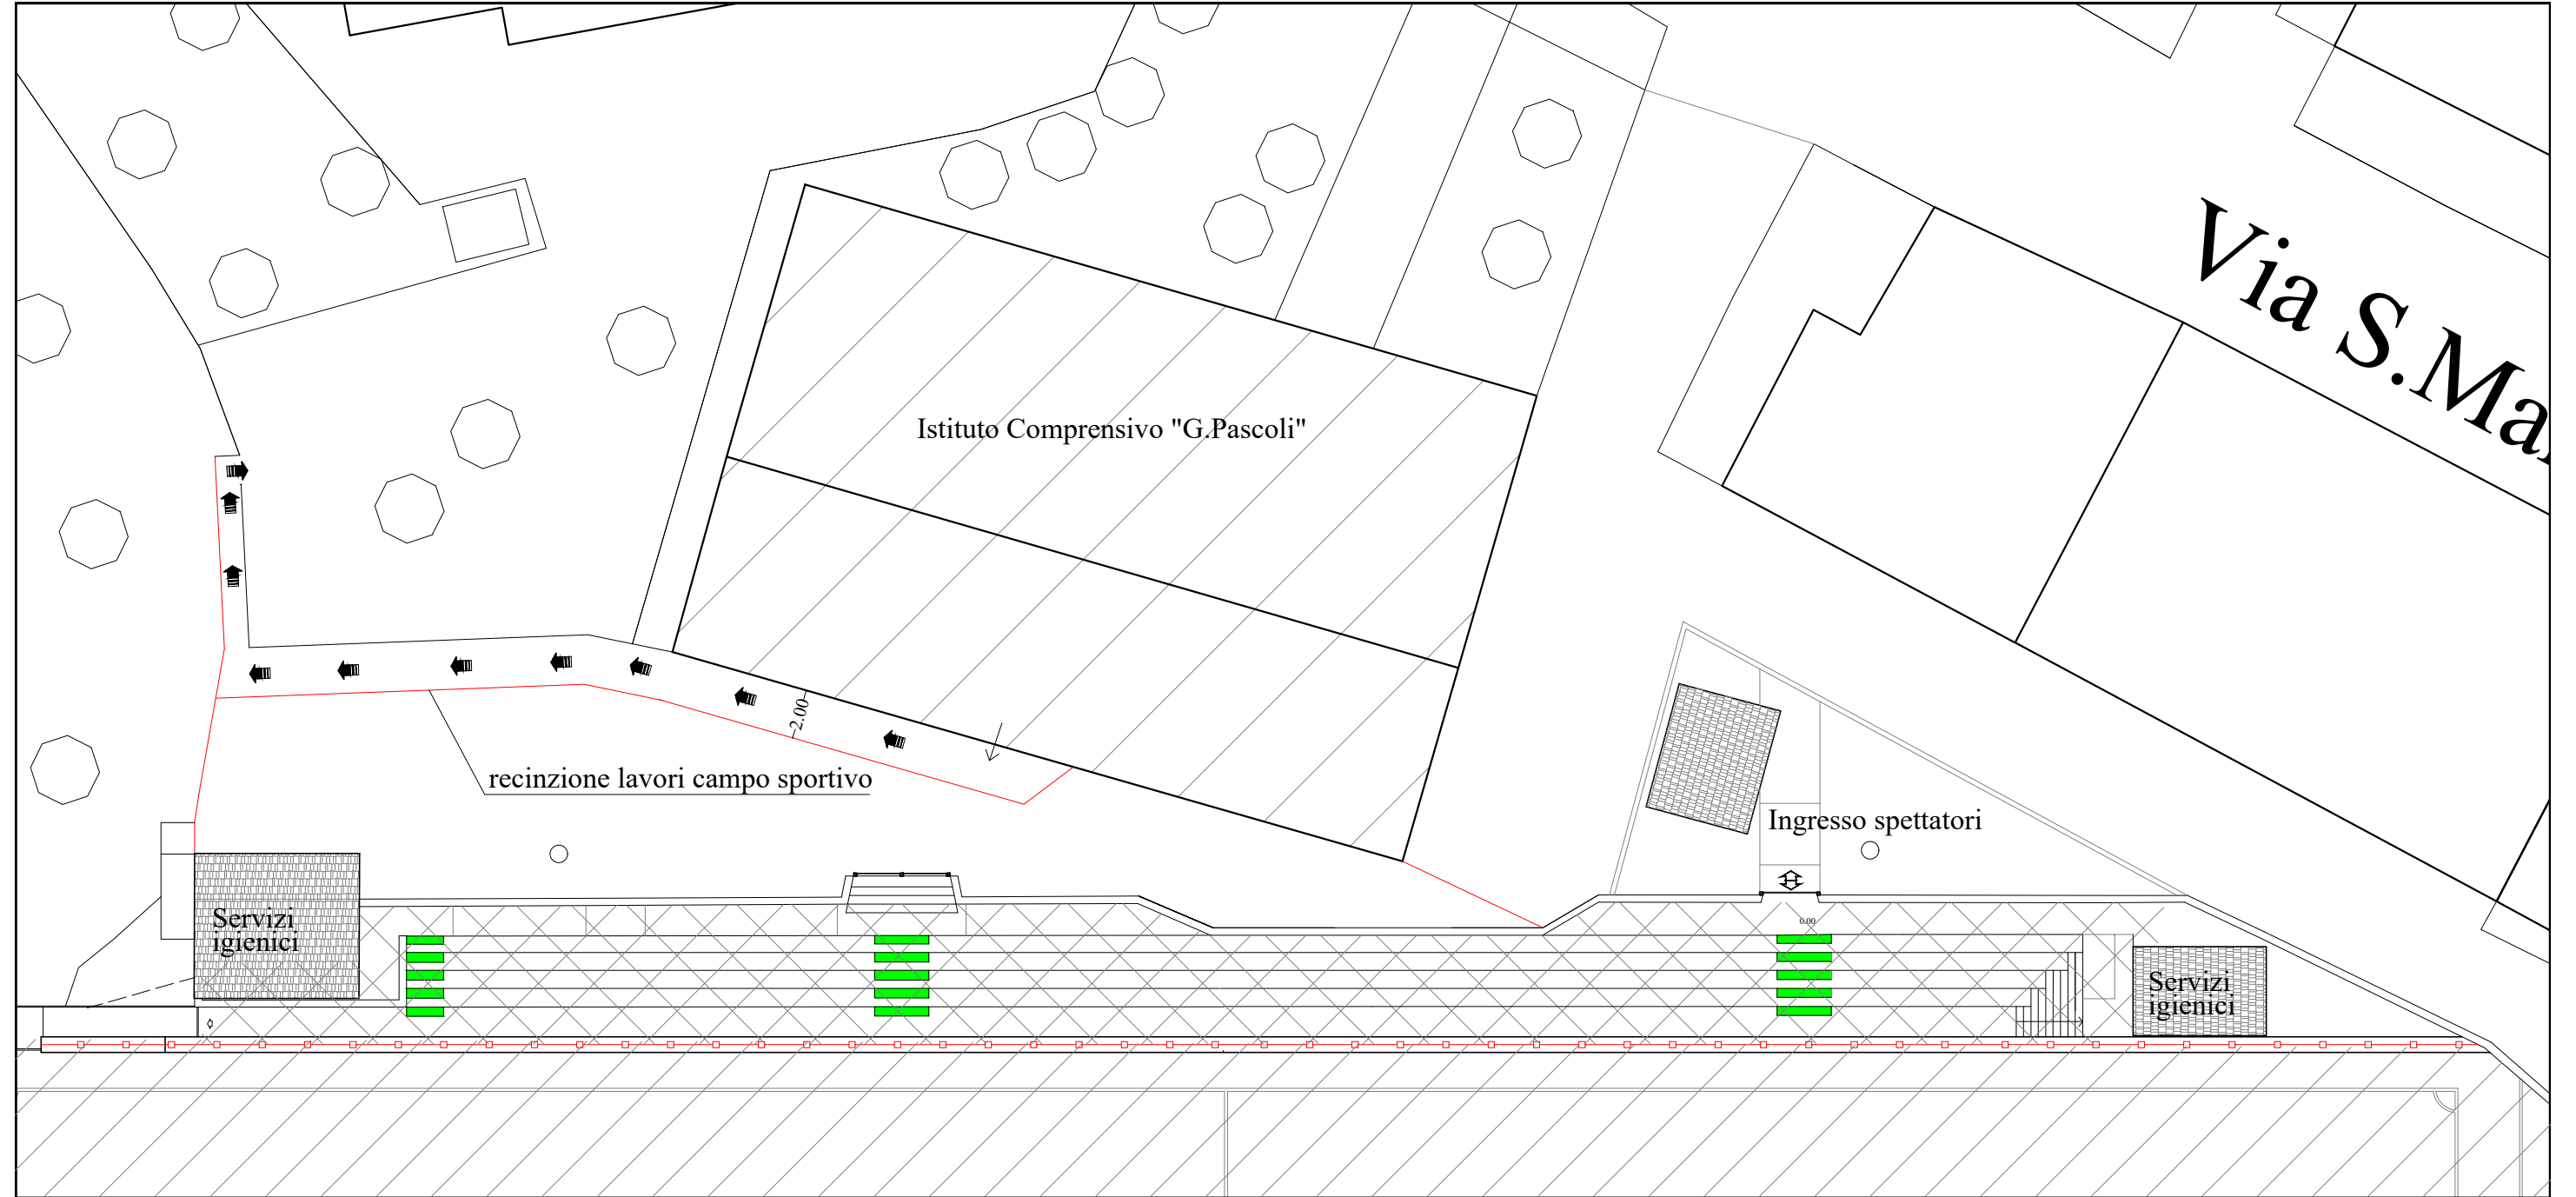 Via S.Ma
Istituto Comprensivo "G.Pascoli"
2.00
recinzione lavori campo sportivo
Ingresso spettatori
Servizi
igienici
0.00
Servizi
igienici